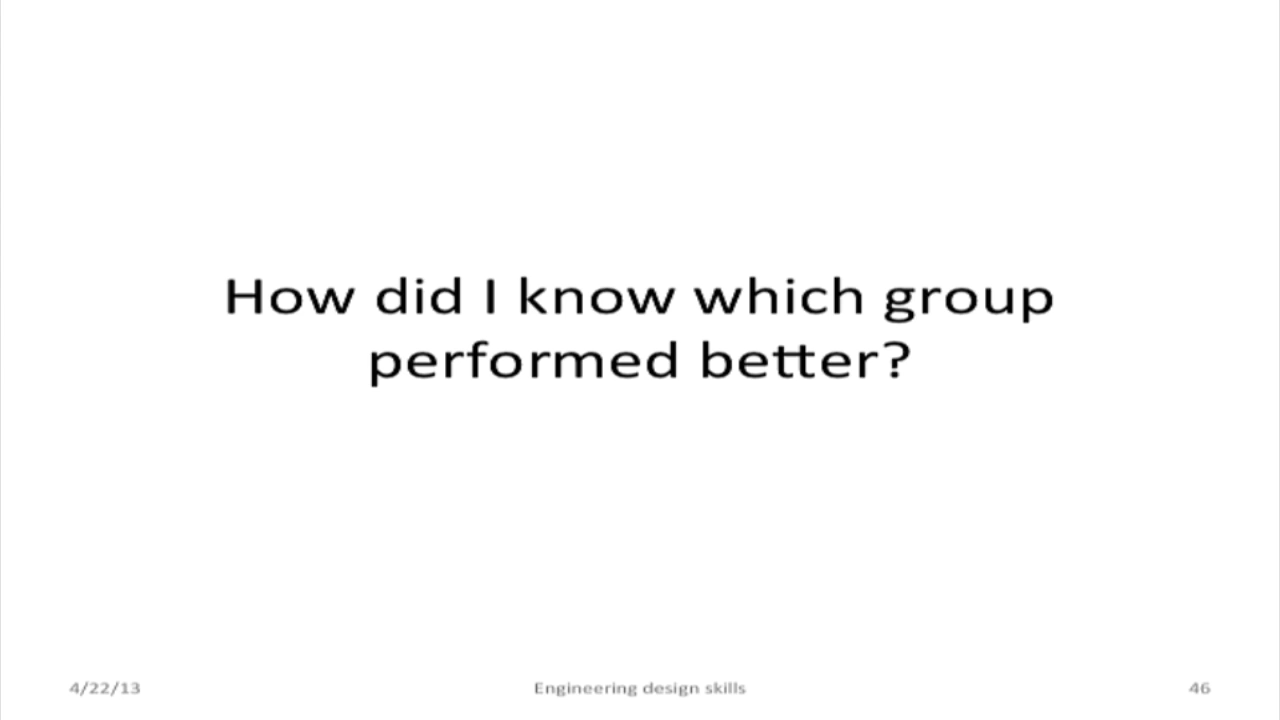 How did I know which group
performed better?
4/22/13
Engineering design skills
46